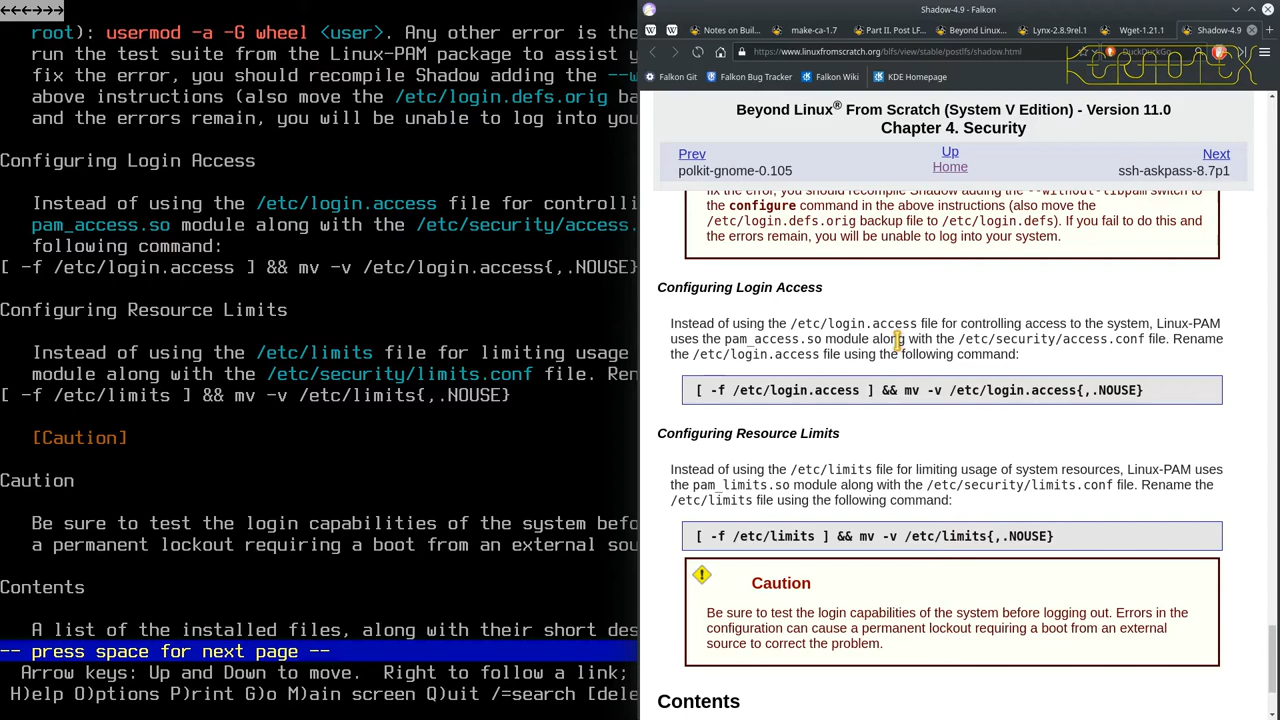 ←←←→→→
root): usermod -a -G wheel <user>. Any other error is the
run the test suite from the Linux-PAM package to assist y
fix the error, you should recompile Shadow adding the --w
above instructions (also move the /etc/login.defs.orig ba
and the errors remain, you will be unable to log into you
Configuring Login Access
Instead of using the /etc/login.access file for controlli
pam_access.so module along with the /etc/security/access.
following command:
[ -f /etc/login.access ] && mv -v /etc/login.access{,.NOUSE}
Configuring Resource Limits
Instead of using the /etc/limits file for limiting usage
module along with the /etc/security/limits.conf file. Ren
[ -f /etc/limits ] && mv -v /etc/limits{,.NOUSE}
[Caution]
Caution
Be sure to test the login capabilities of the system befo
a permanent lockout requiring a boot from an external sou
Contents
A list of the installed files, along with their short des
-- press space for next page --
Arrow keys: Up and Down to move.  Right to follow a link;
H)elp O)ptions P)rint G)o M)ain screen Q)uit /=search [dele
Shadow-4.9 - Falkon
Notes on Buil...
make-ca-1.7
Part II. Post LF...
Beyond Linux...
Lynx-2.8.9rel.1
Wget-1.21.1
Shadow-4.9
https://www.linuxfromscratch.org/blfs/view/stable/postlfs/shadow.html
DuckDuckGo
kernotex
Falkon Git
Falkon Bug Tracker
Falkon Wiki
KDE Homepage
Beyond Linux® From Scratch (System V Edition) - Version 11.0
Chapter 4. Security
Prev
Up
Next
polkit-gnome-0.105
Home
ssh-askpass-8.7p1
fix the error, you should recompile Shadow adding the --without-libpam switch to
the configure command in the above instructions (also move the
/etc/login.defs.orig backup file to /etc/login.defs). If you fail to do this and
the errors remain, you will be unable to log into your system.
Configuring Login Access
Instead of using the /etc/login.access file for controlling access to the system, Linux-PAM
uses the pam_access.so module along with the /etc/security/access.conf file. Rename
the /etc/login.access file using the following command:
[ -f /etc/login.access ] && mv -v /etc/login.access{,.NOUSE}
Configuring Resource Limits
Instead of using the /etc/limits file for limiting usage of system resources, Linux-PAM uses
the pam_limits.so module along with the /etc/security/limits.conf file. Rename the
/etc/limits file using the following command:
[ -f /etc/limits ] && mv -v /etc/limits{,.NOUSE}
Caution
Be sure to test the login capabilities of the system before logging out. Errors in the
configuration can cause a permanent lockout requiring a boot from an external
source to correct the problem.
Contents